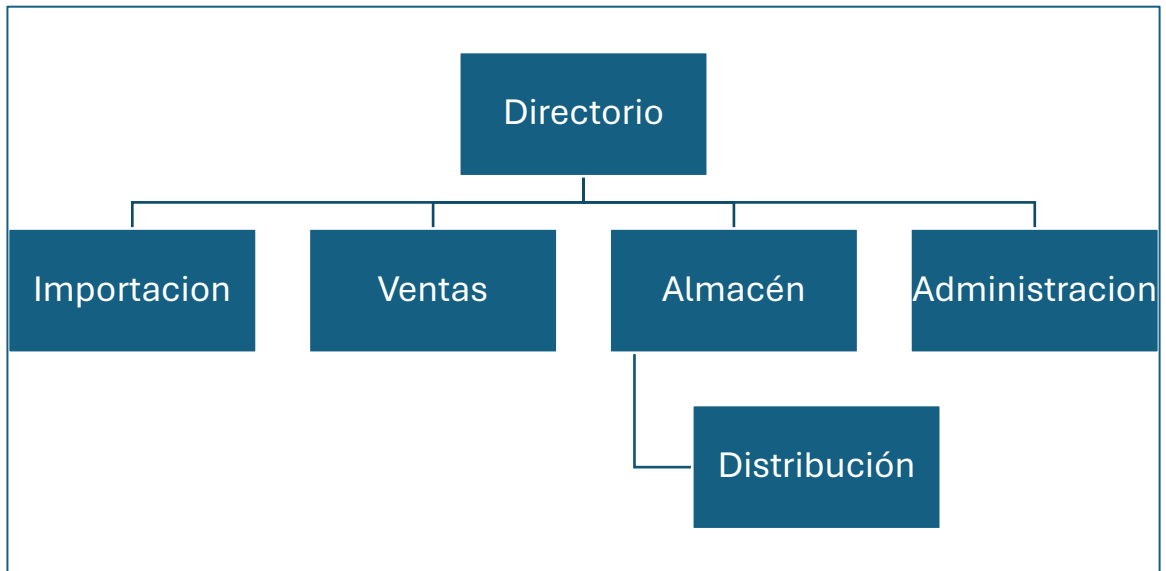 Directorio
Importacion
Ventas
Almacén
Administracion
Distribución